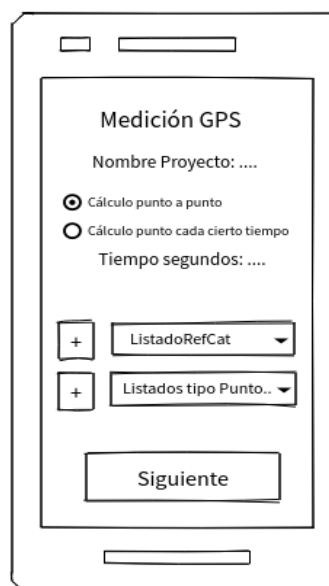 Medición GPS
Nombre Proyecto: ....
Cálculo punto a punto
Cálculo punto cada cierto tiempo
Tiempo segundos: ....
+ ListadoRefCat
+ Listados tipo Punto..
Siguiente